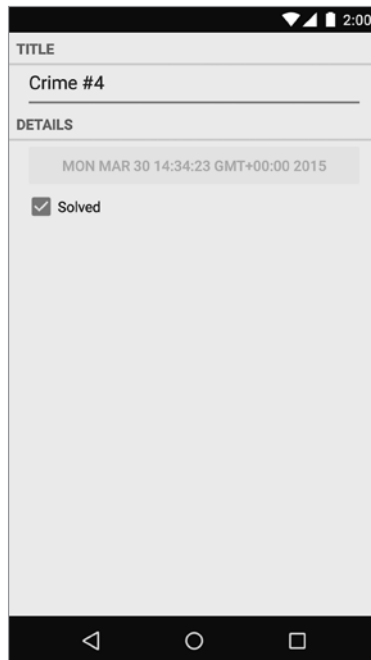 2:00
TITLE
Crime #4
DETAILS
MON MAR 30 14:34:23 GMT+00:00 2015
Solved